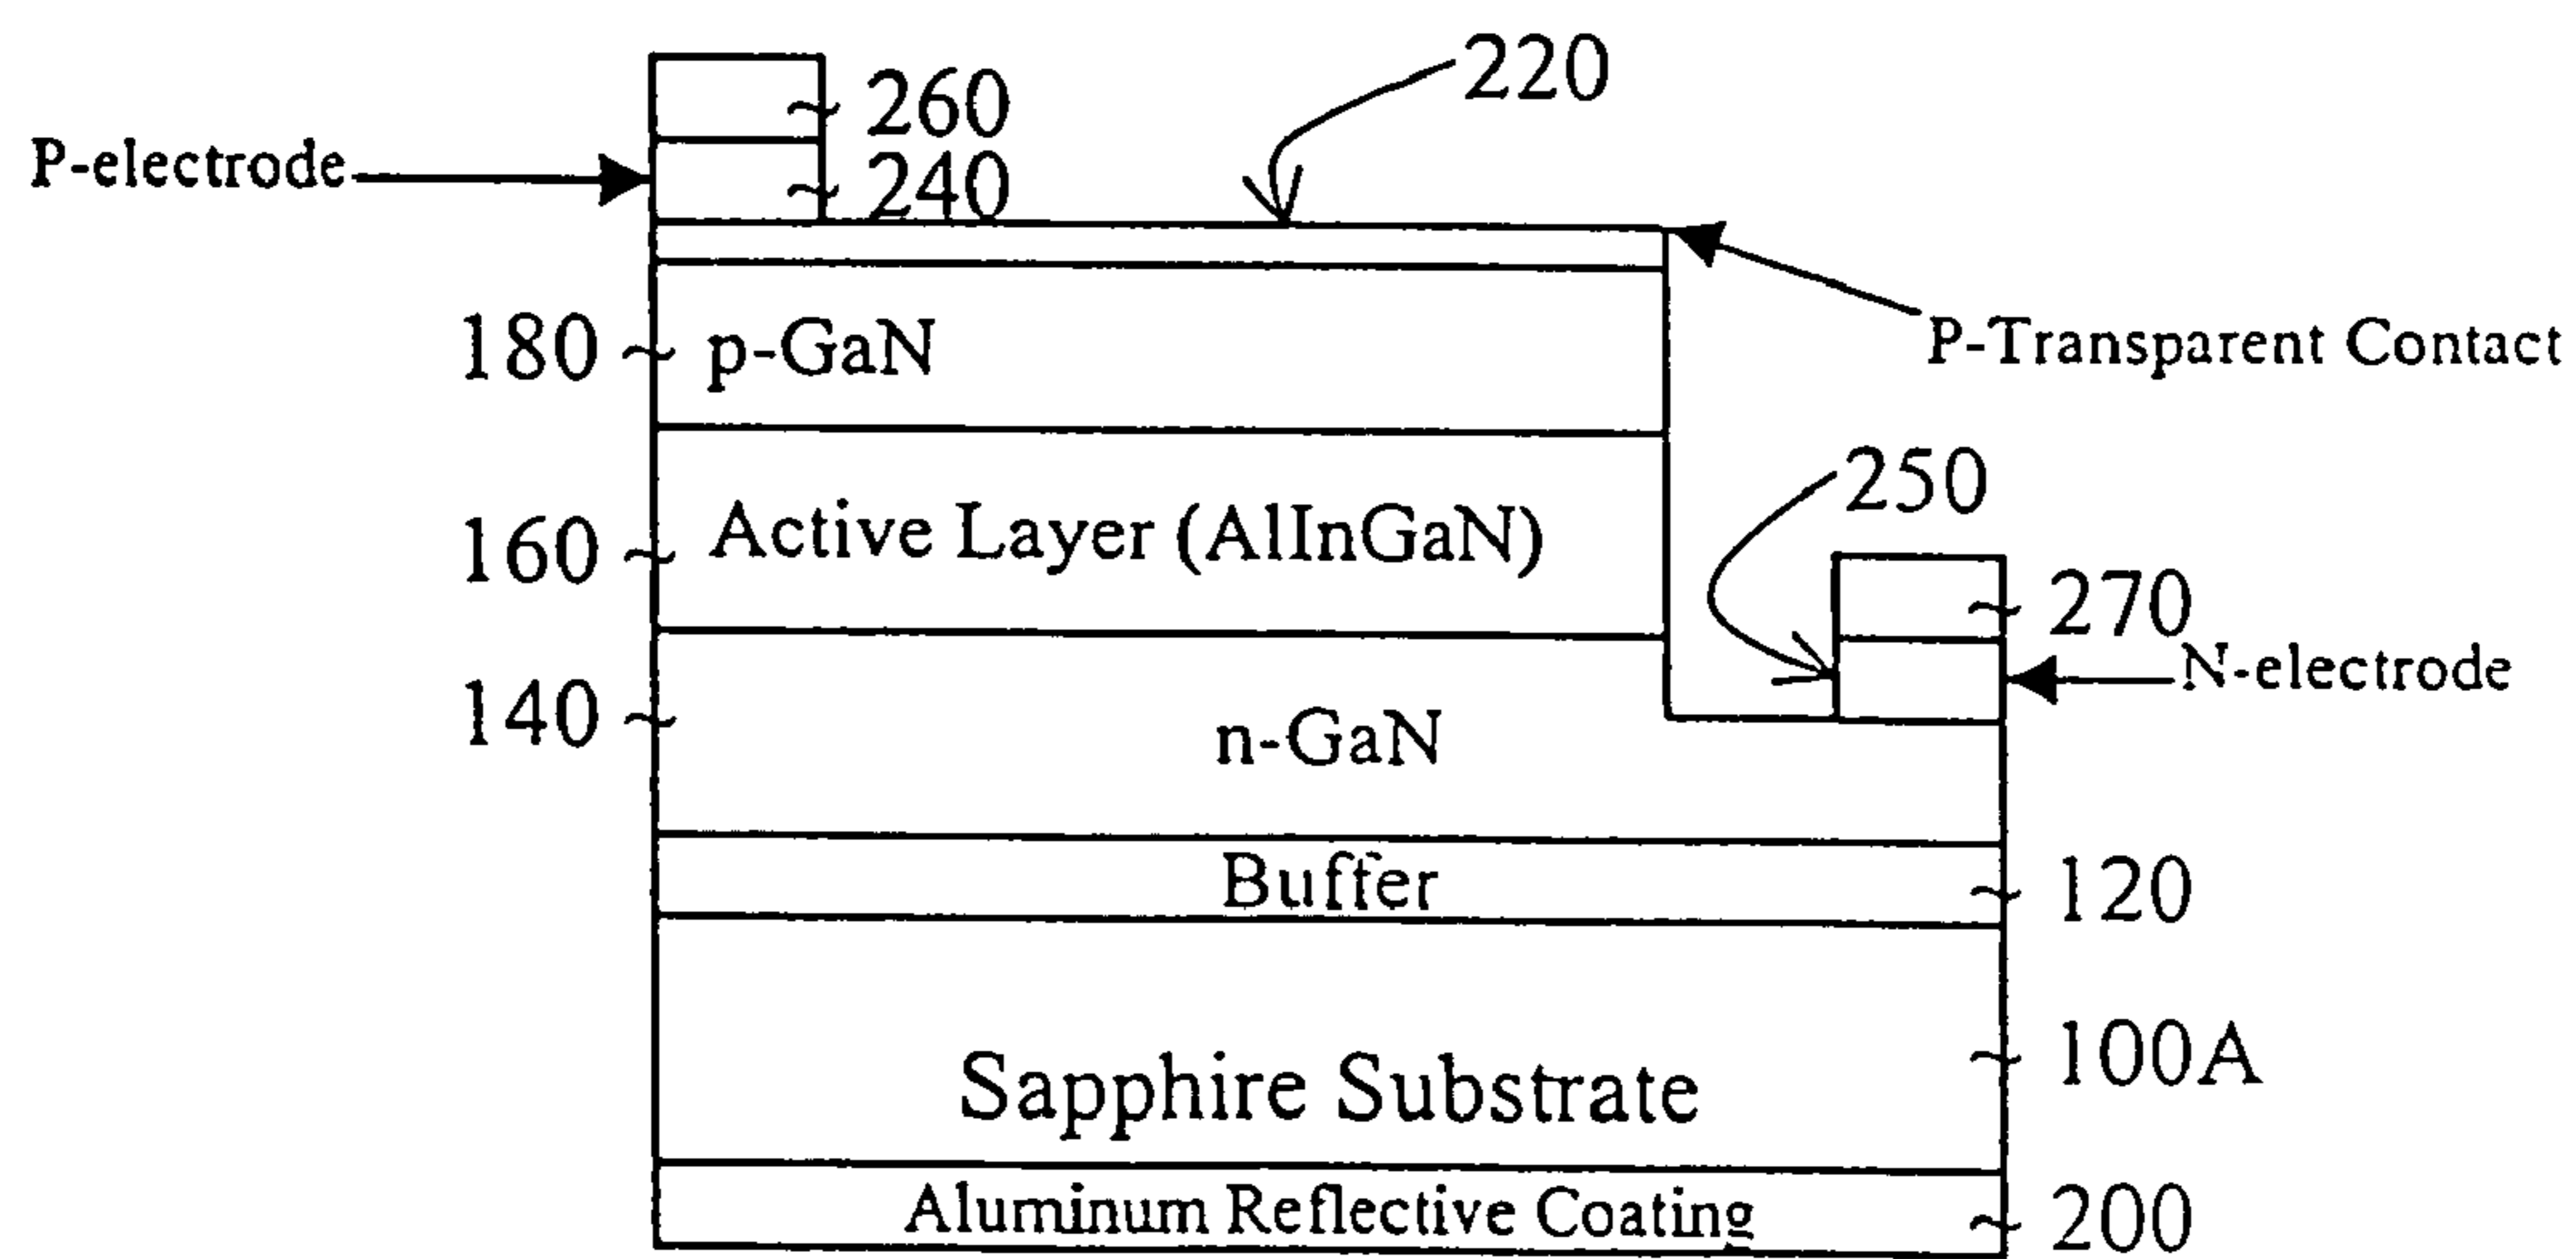 220
260
P-electrode
240
180
p-GaN
P-Transparent Contact
250
160
Active Layer (AlInGaN)
270
N-electrode
140
n-GaN
Buffer
120
100A
Sapphire Substrate
Aluminum Reflective Coating
200